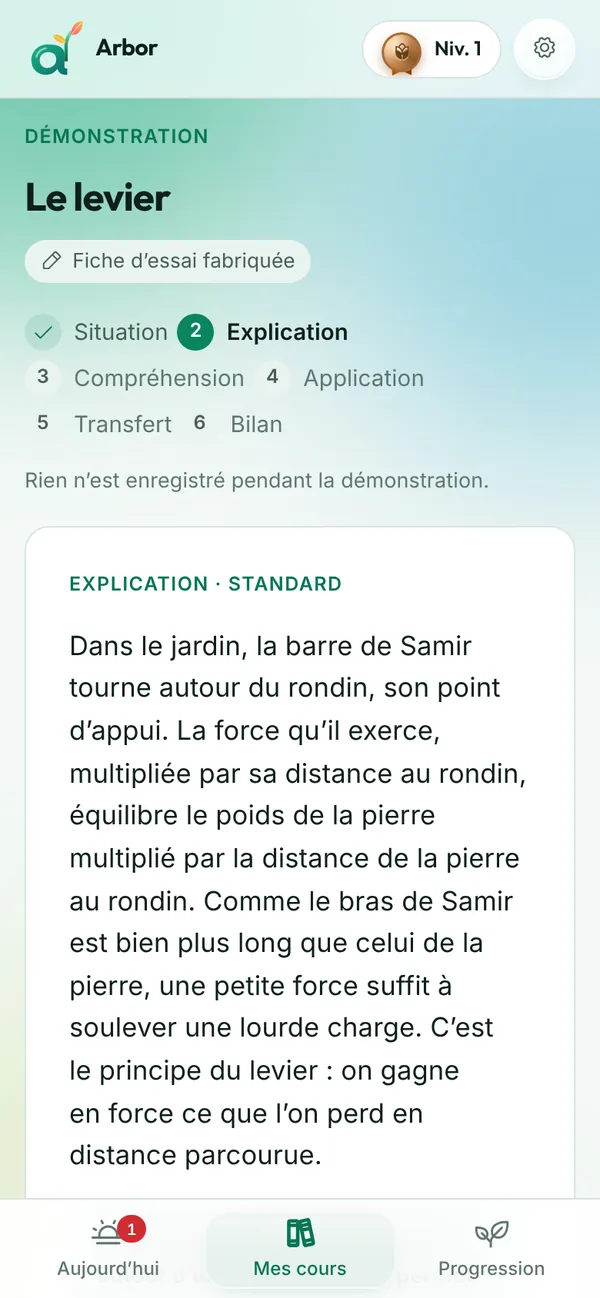 Arbor
Niv. 1
DÉMONSTRATION
Le levier
Fiche d’essai fabriquée
Situation 2 Explication
3 Compréhension 4 Application
5 Transfert 6 Bilan
Rien n’est enregistré pendant la démonstration.
EXPLICATION · STANDARD
Dans le jardin, la barre de Samir
tourne autour du rondin, son point
d’appui. La force qu’il exerce,
multipliée par sa distance au rondin,
équilibre le poids de la pierre
multiplié par la distance de la pierre
au rondin. Comme le bras de Samir
est bien plus long que celui de la
pierre, une petite force suffit à
soulever une lourde charge. C’est
le principe du levier : on gagne
en force ce que l’on perd en
distance parcourue.
1
Aujourd’hui
Mes cours
Progression